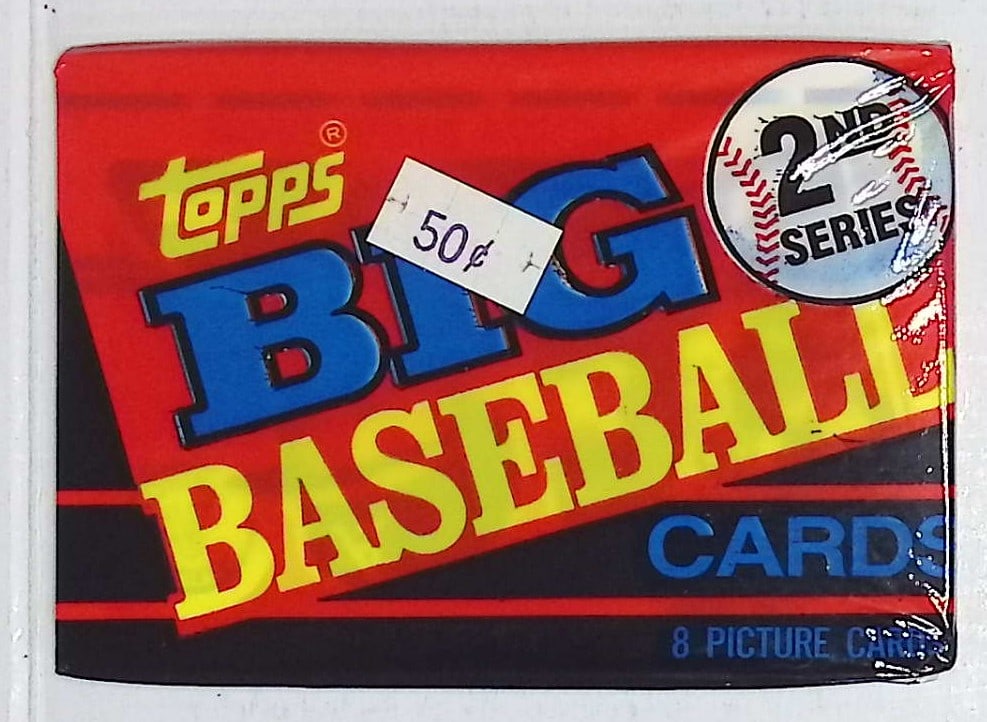 topps®
BIG
50¢
2ND
SERIES
BASEBALL
CARDS
8 PICTURE CARDS